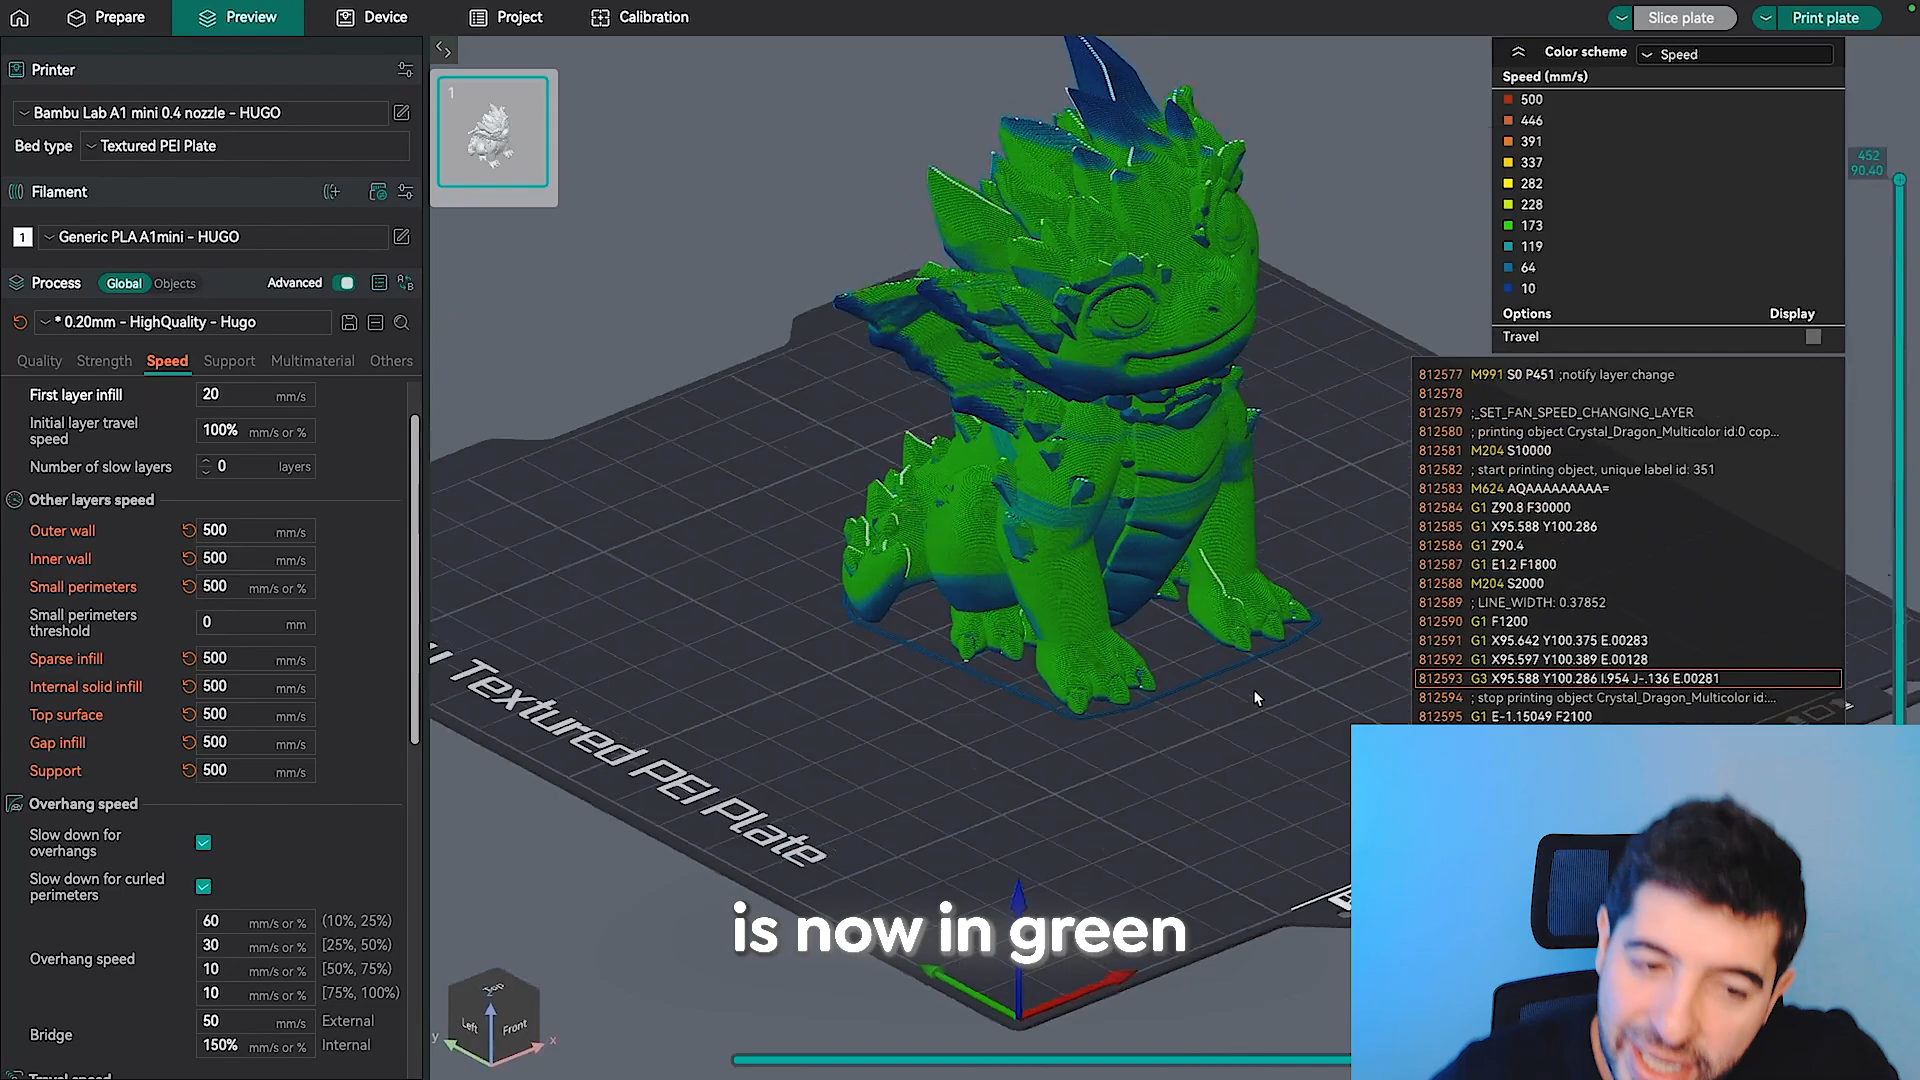 Prepare
Preview
Device
Project
Calibration
Slice plate
Print plate
Printer
Bambu Lab A1 mini 0.4 nozzle - HUGO
Bed type
Textured PEI Plate
Filament
1
Generic PLA A1mini - HUGO
Process
Global
Objects
Advanced
* 0.20mm - HighQuality - Hugo
Quality
Strength
Speed
Support
Multimaterial
Others
First layer infill
20 mm/s
Initial layer travel
speed
100% mm/s or %
Number of slow layers
0 layers
Other layers speed
Outer wall
500 mm/s
Inner wall
500 mm/s
Small perimeters
500 mm/s or %
Small perimeters
threshold
0 mm
Sparse infill
500 mm/s
Internal solid infill
500 mm/s
Top surface
500 mm/s
Gap infill
500 mm/s
Support
500 mm/s
Overhang speed
Slow down for
overhangs
Slow down for curled
perimeters
Overhang speed
60 mm/s or % (10%, 25%)
30 mm/s or % [25%, 50%)
10 mm/s or % [50%, 75%)
10 mm/s or % [75%, 100%)
Bridge
50 mm/s External
150% mm/s or % Internal
1
Textured PEI Plate
Top
Left
Front
y
x
is now in green
Color scheme
Speed
Speed (mm/s)
500
446
391
337
282
228
173
119
64
10
Options
Display
Travel
452
90.40
812577 M991 S0 P451 ;notify layer change
812578
812579 ;_SET_FAN_SPEED_CHANGING_LAYER
812580 ; printing object Crystal_Dragon_Multicolor id:0 cop...
812581 M204 S10000
812582 ; start printing object, unique label id: 351
812583 M624 AQAAAAAAAAA=
812584 G1 Z90.8 F30000
812585 G1 X95.588 Y100.286
812586 G1 Z90.4
812587 G1 E1.2 F1800
812588 M204 S2000
812589 ; LINE_WIDTH: 0.37852
812590 G1 F1200
812591 G1 X95.642 Y100.375 E.00283
812592 G1 X95.597 Y100.389 E.00128
812593 G3 X95.588 Y100.286 I.954 J-.136 E.00281
812594 ; stop printing object Crystal_Dragon_Multicolor id:...
812595 G1 E-1.15049 F2100